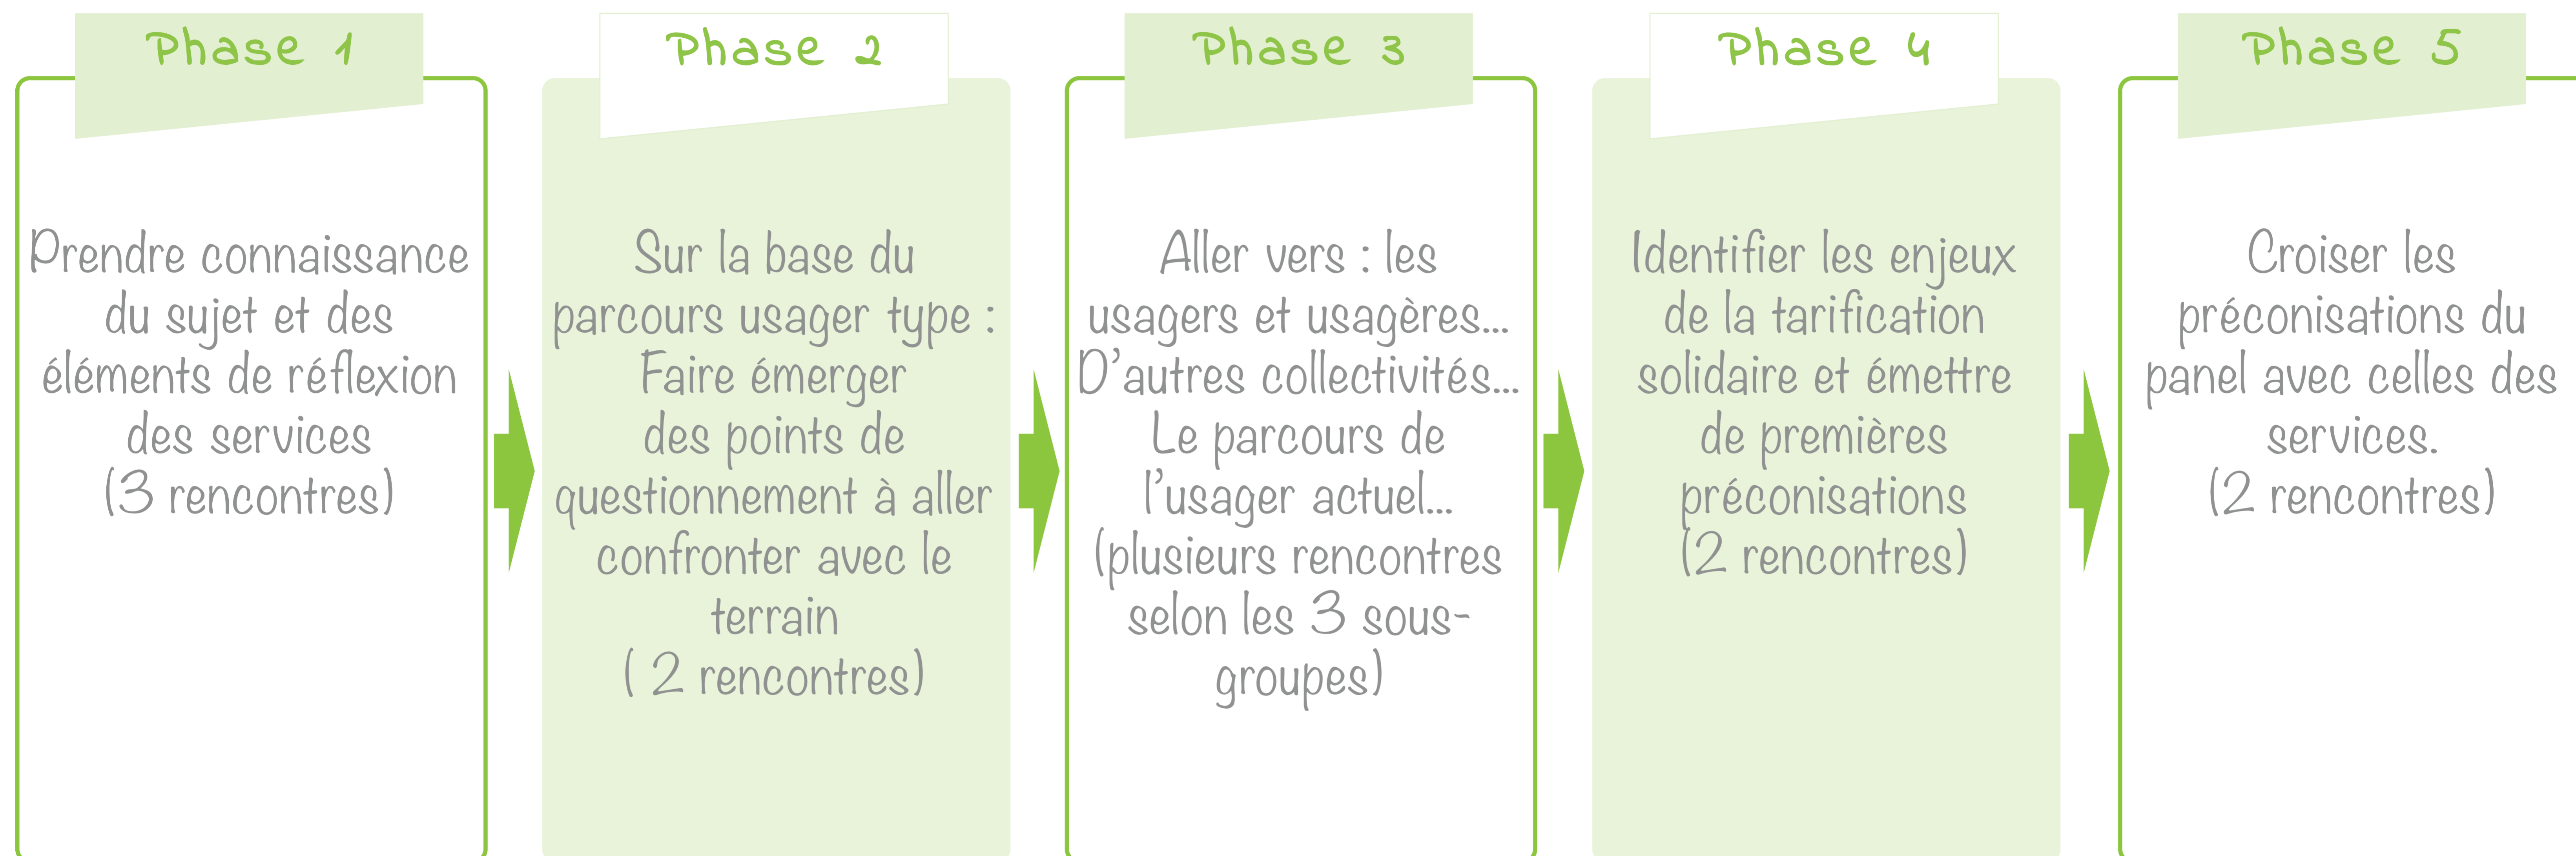 Phase 1
Prendre connaissance
du sujet et des
éléments de réflexion
des services
(3 rencontres)
Phase 2
Sur la base du
parcours usager type :
Faire émerger
des points de
questionnement à aller
confronter avec le
terrain
( 2 rencontres)
Phase 3
Aller vers : les
usagers et usagères...
D'autres collectivités...
Le parcours de
l'usager actuel...
(plusieurs rencontres
selon les 3 sous-
groupes)
Phase 4
Identifier les enjeux
de la tarification
solidaire et émettre
de premières
préconisations
(2 rencontres)
Phase 5
Croiser les
préconisations du
panel avec celles des
services.
(2 rencontres)